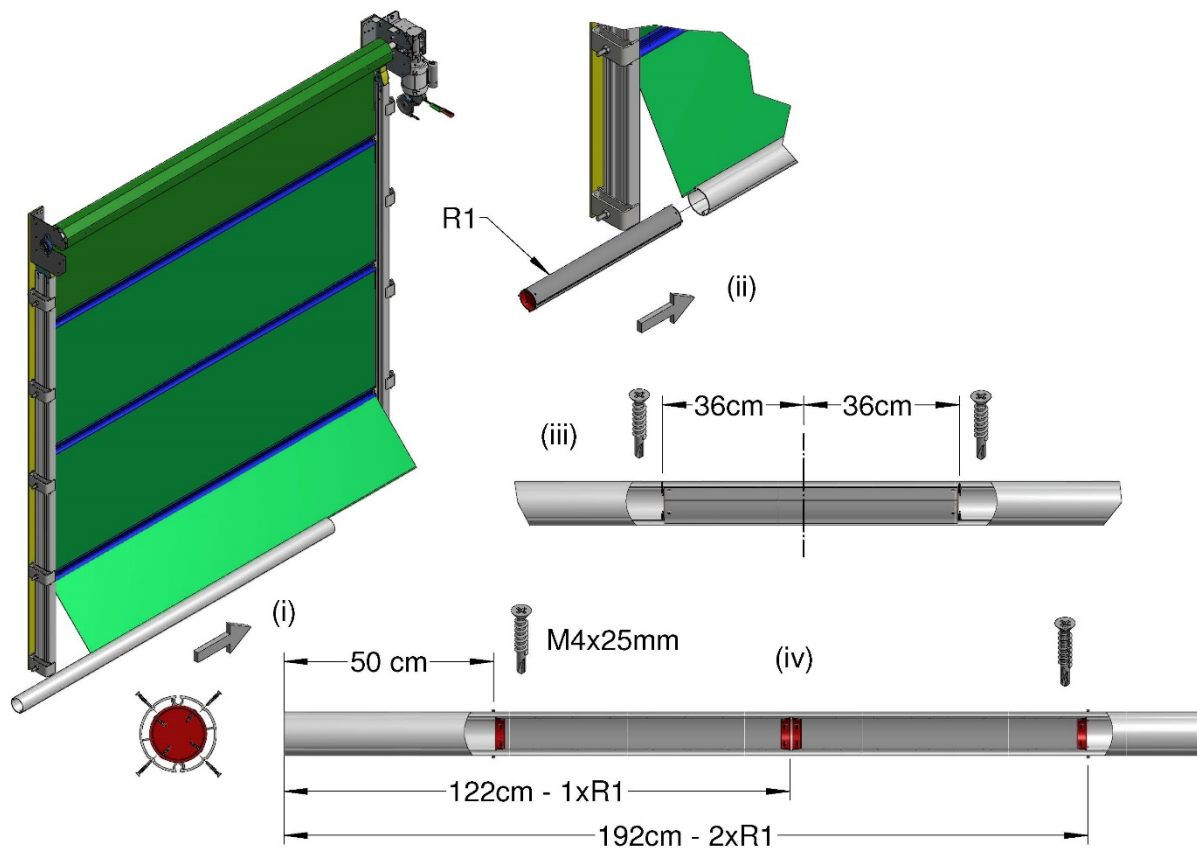 R1
(ii)
36cm
36cm
(iii)
(i)
M4x25mm
(iv)
50 cm
122cm - 1xR1
192cm - 2xR1